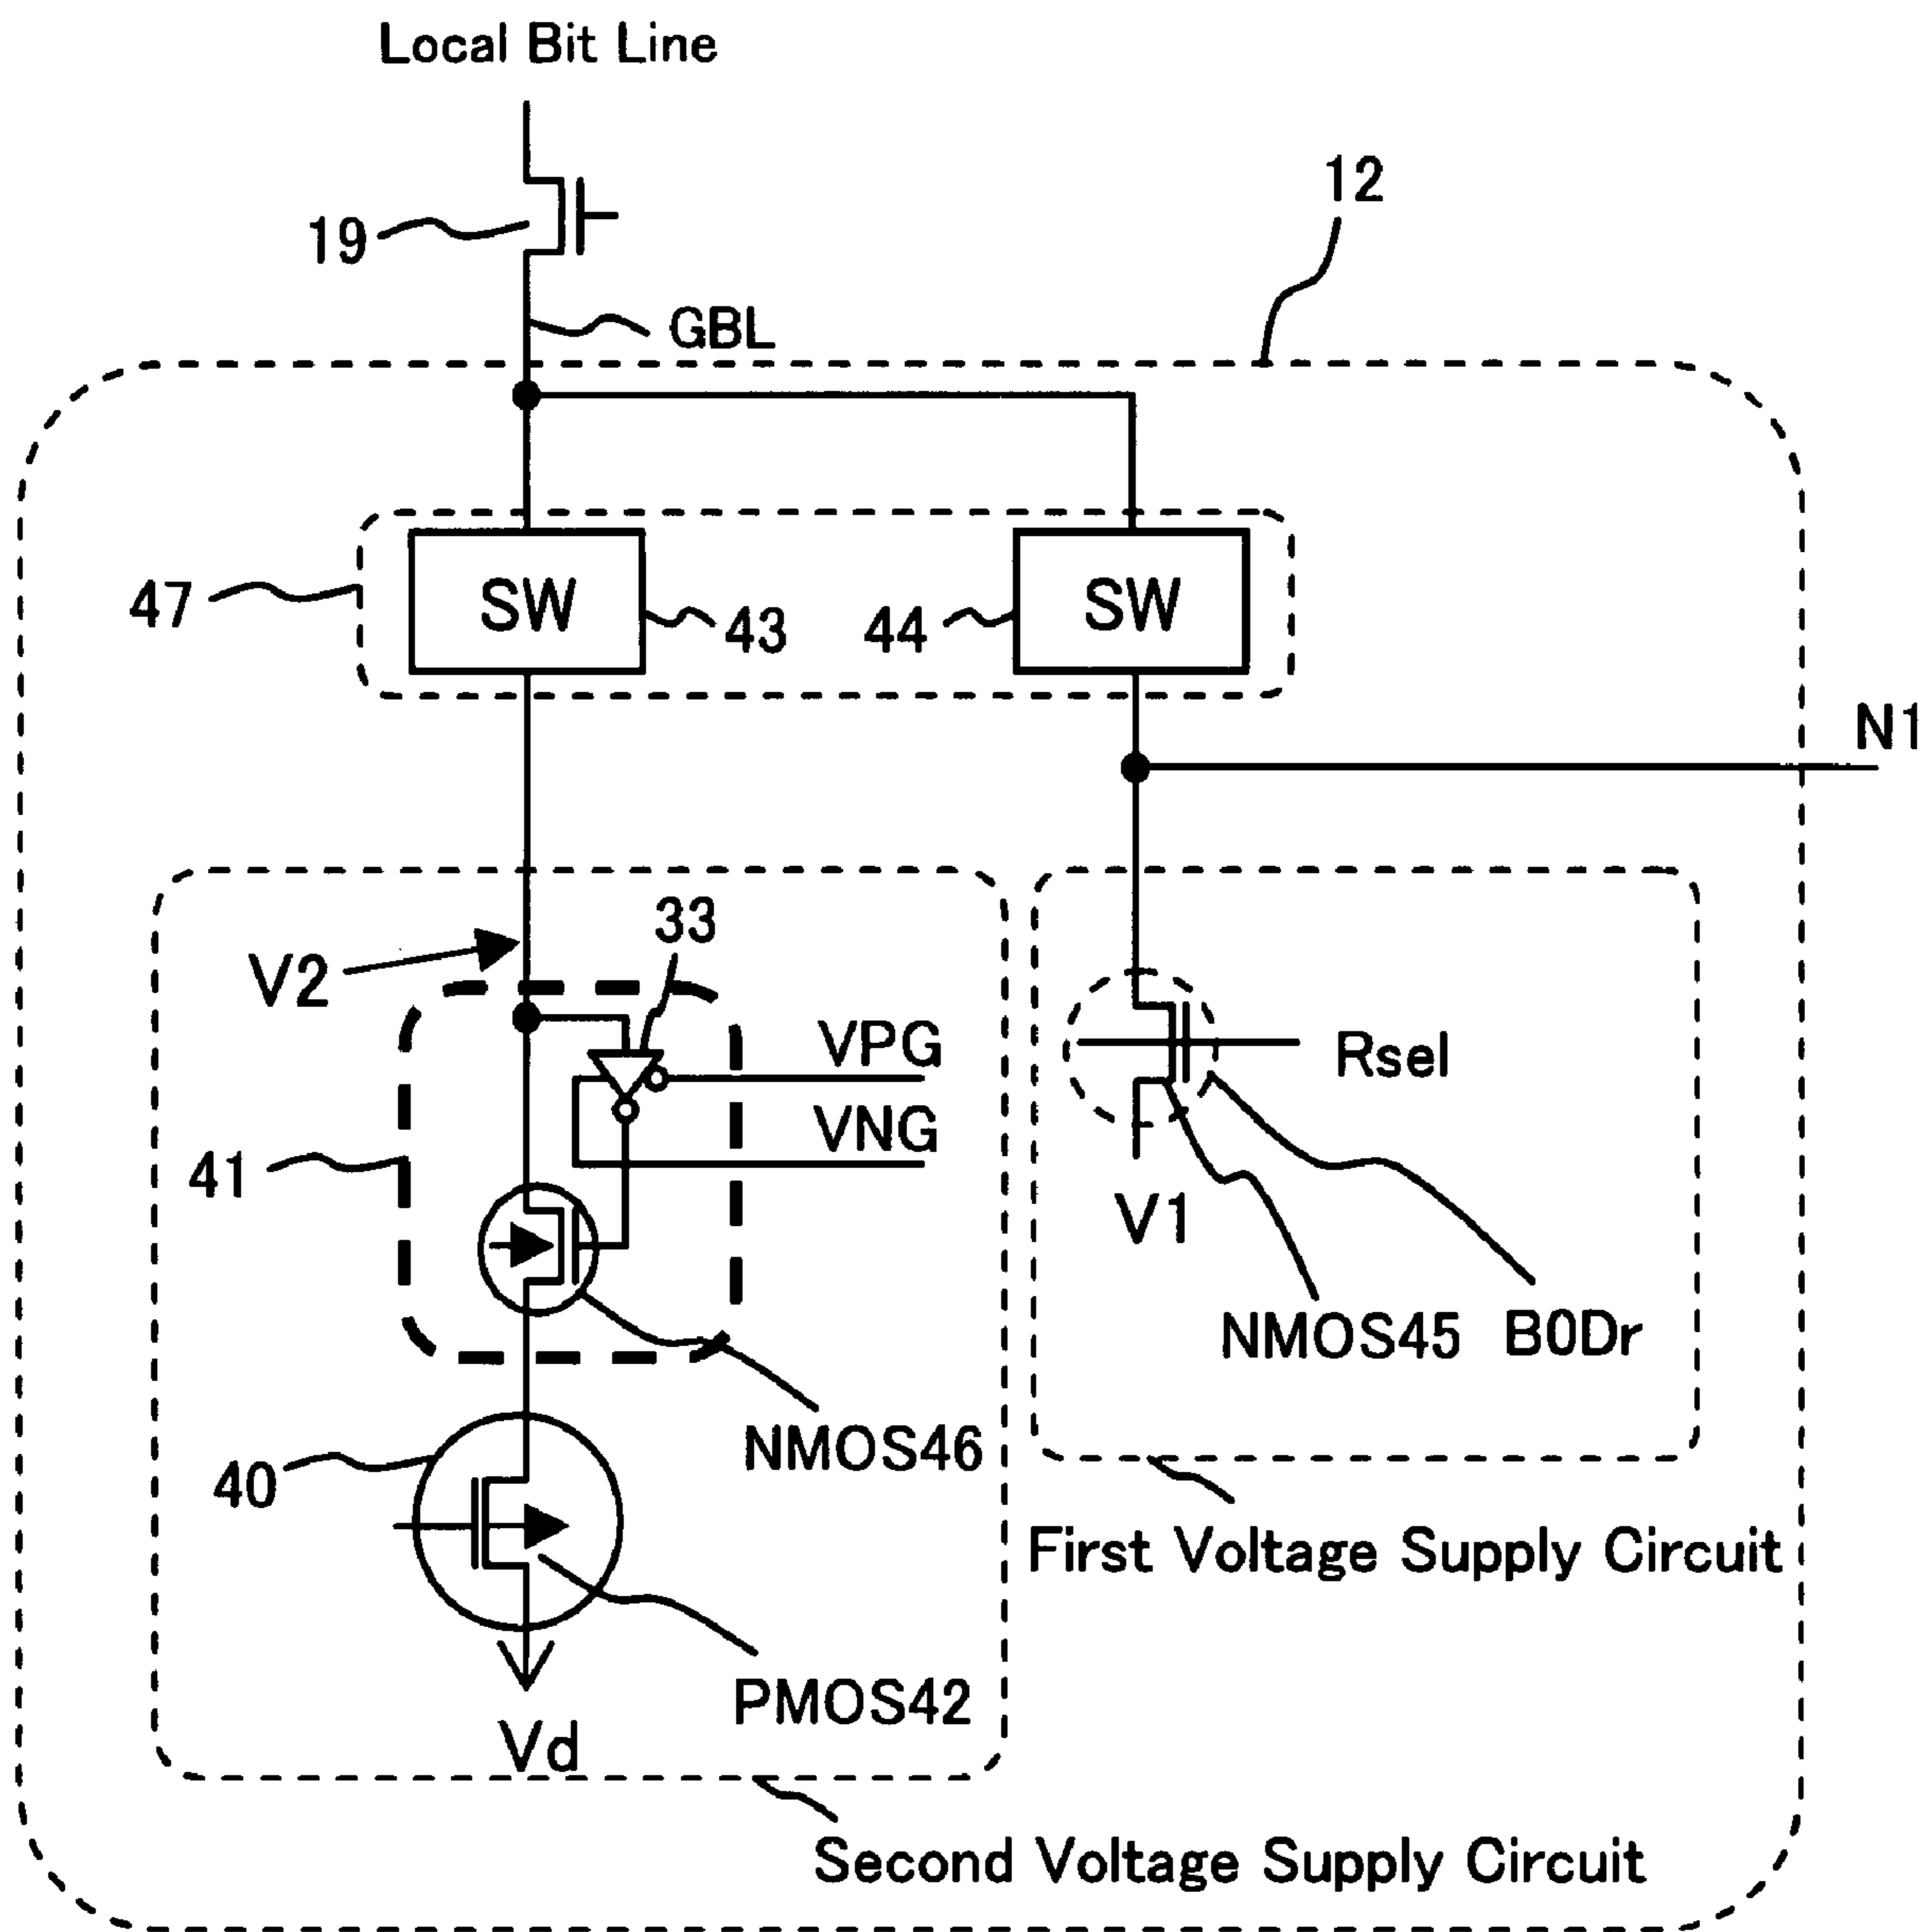 Local Bit Line
12
19
GBL
SW
SW
47
43
44
N1
33
V2
VPG
Rsel
VNG
41
V1
NMOS45
B0Dr
NMOS46
40
First Voltage Supply Circuit
PMOS42
Vd
Second Voltage Supply Circuit